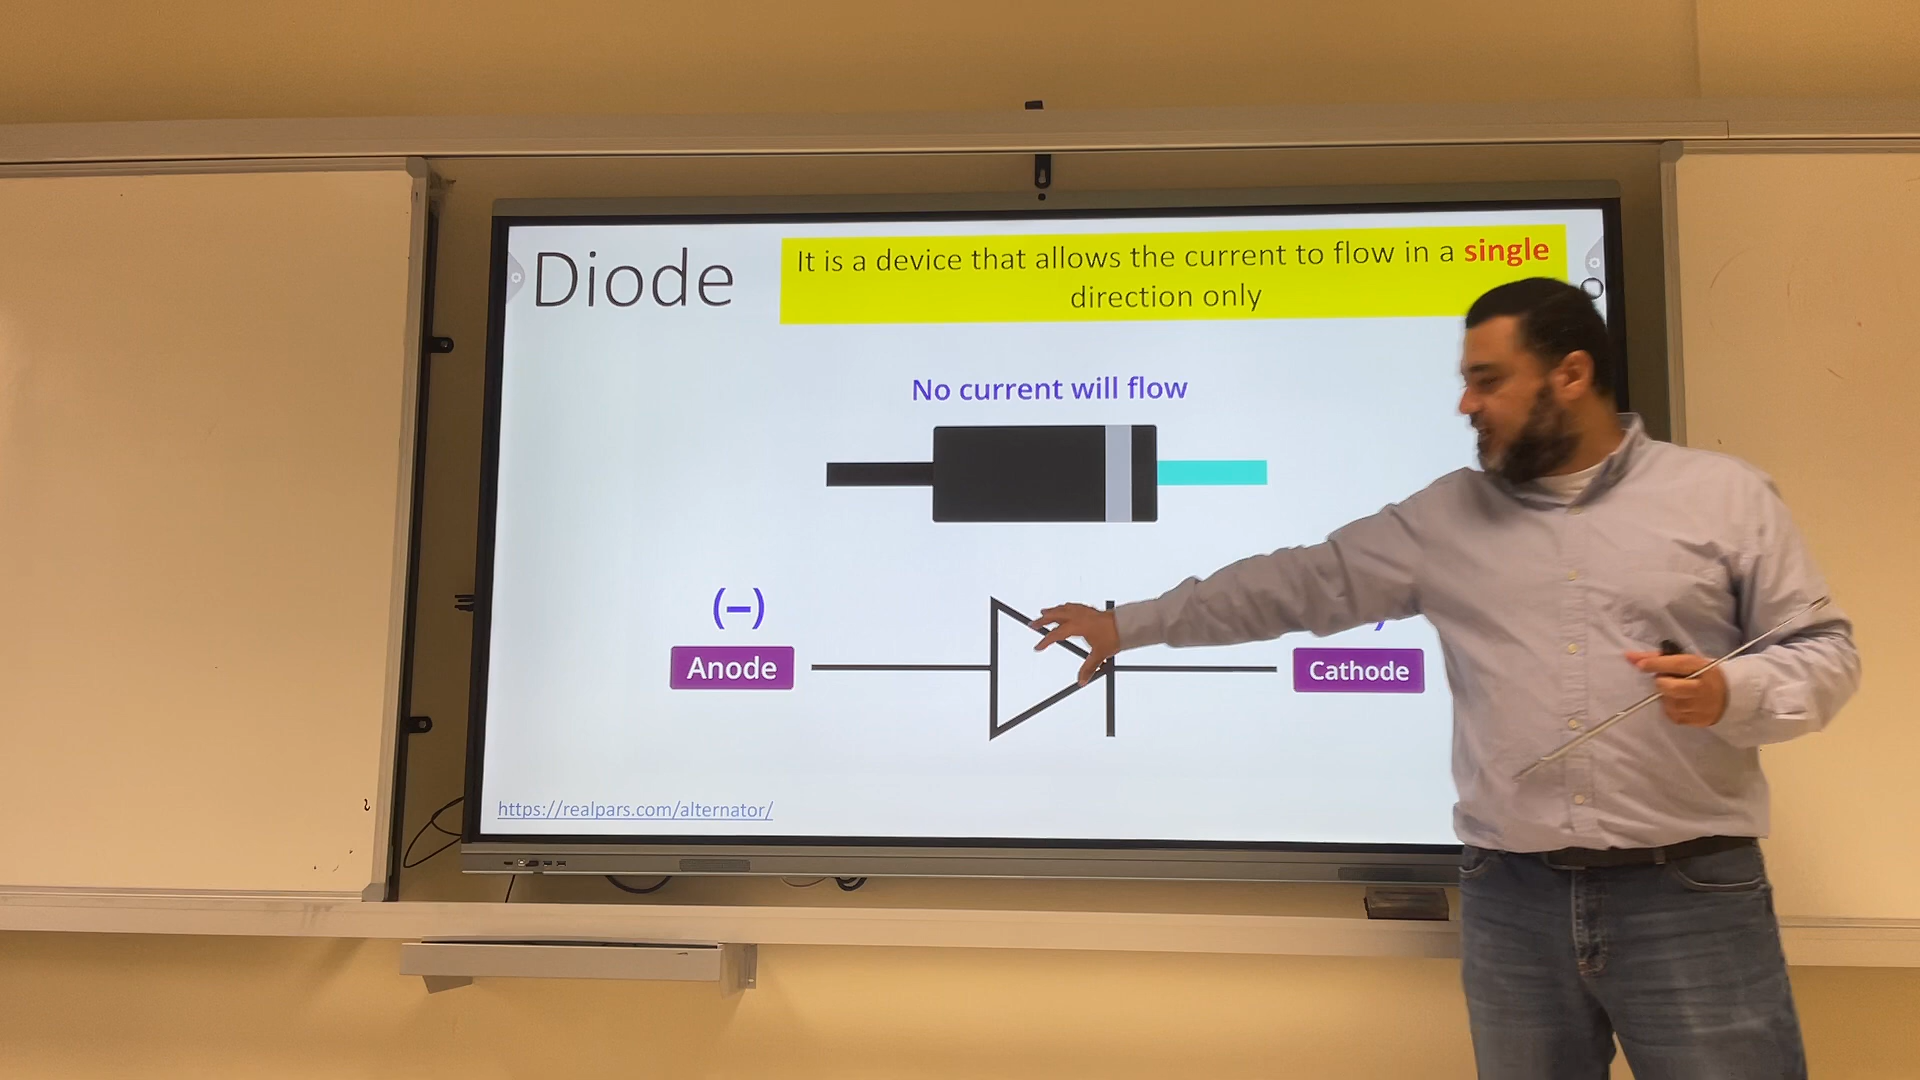 Diode
It is a device that allows the current to flow in a single
direction only
No current will flow
(–)
Anode
Cathode
https://realpars.com/alternator/